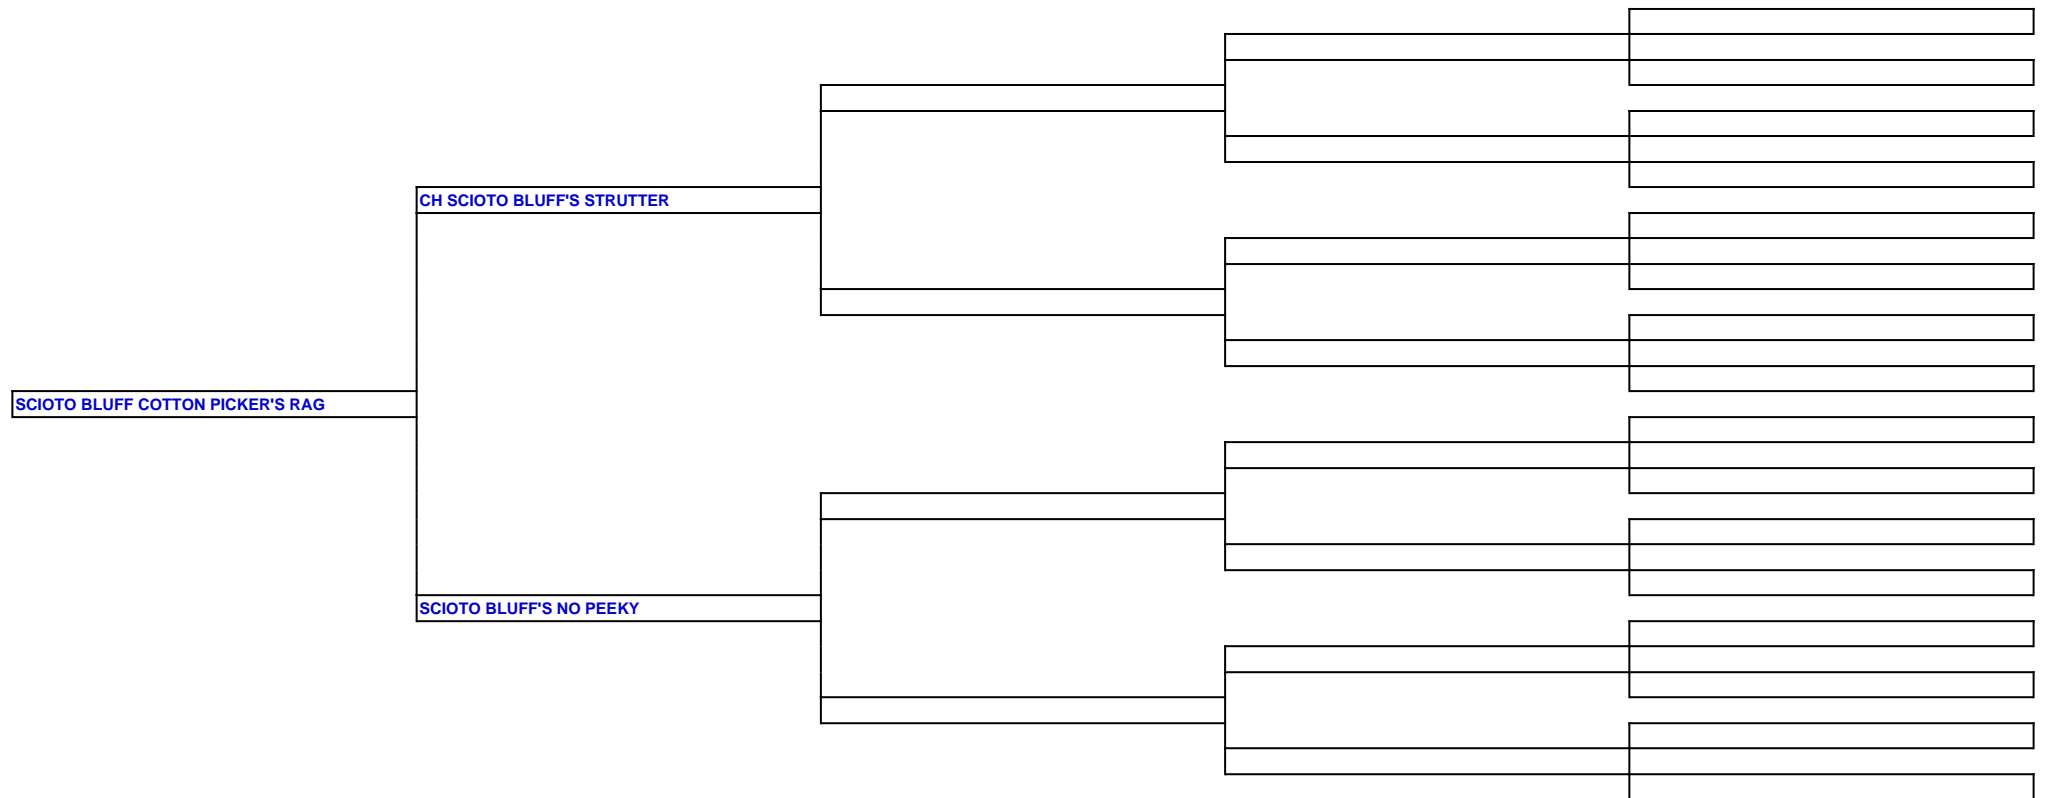 CH SCIOTO BLUFF'S STRUTTER
SCIOTO BLUFF COTTON PICKER'S RAG
SCIOTO BLUFF'S NO PEEKY